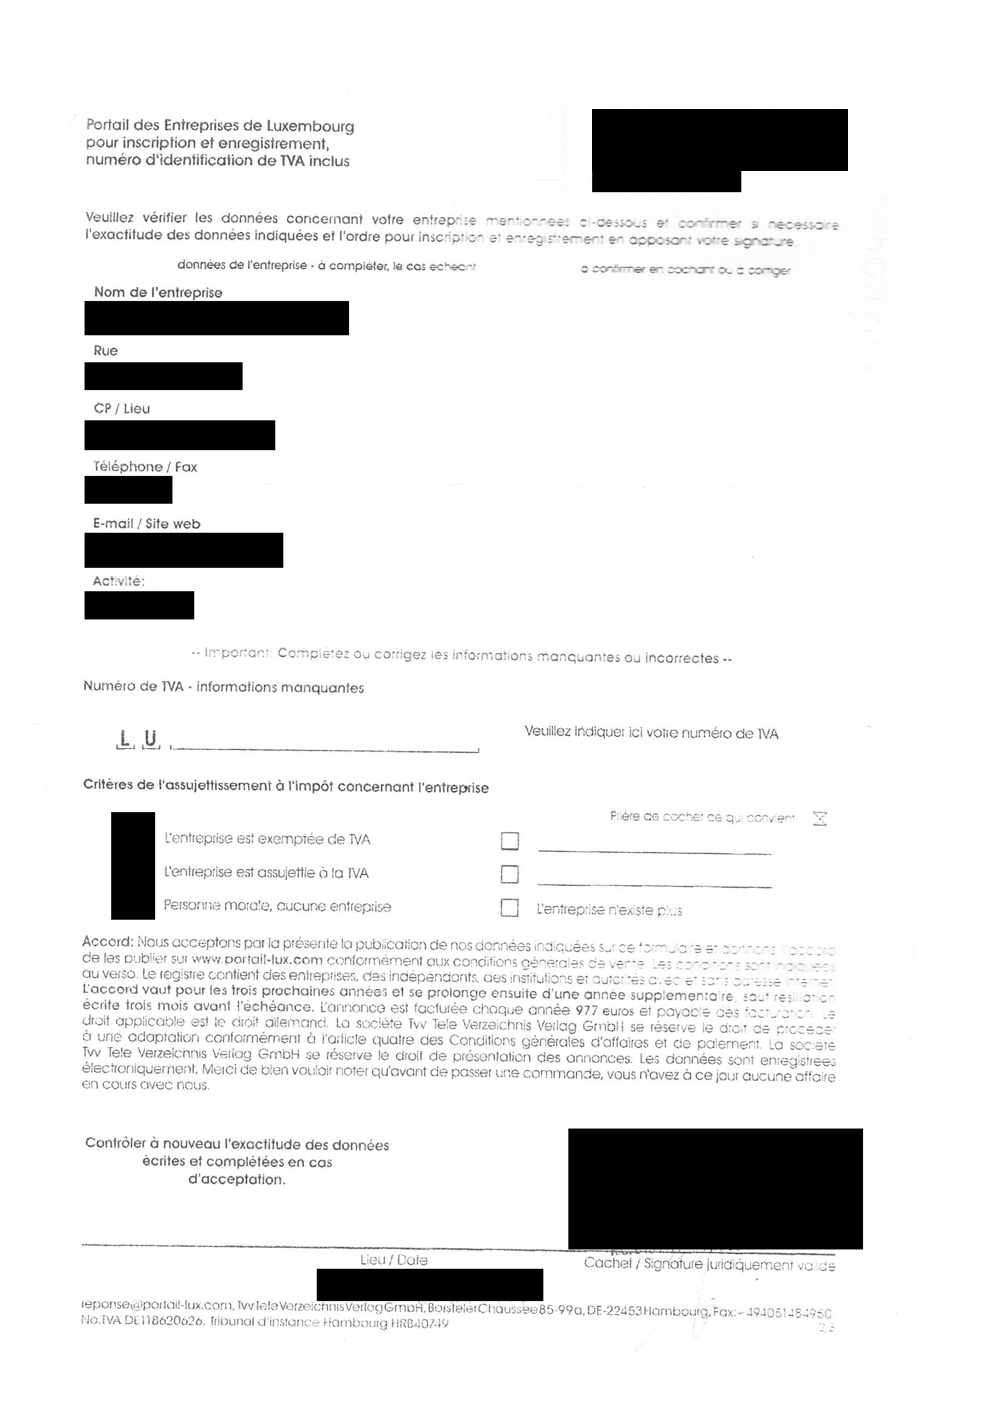 Portail des Entreprises de Luxembourg
pour inscription et enregistrement,
numéro d'identification de TVA inclus
Veuillez vérifier les données concernant votre entreprise mentionnées ci-dessous et confirmer si nécessaire
l'exactitude des données indiquées et l'ordre pour inscription et enregistrement en apposant votre signature.
données de l'entreprise - à compléter, le cas échéant
à confirmer en cochant ou à corriger
Nom de l'entreprise
Rue
CP / Lieu
Téléphone / Fax
E-mail / Site web
Activité:
-- Important: Complétez ou corrigez les informations manquantes ou incorrectes --
Numéro de TVA - informations manquantes
L U
Veuillez indiquer ici votre numéro de TVA
Critères de l'assujettissement à l'impôt concernant l'entreprise
Prière de cocher ce qui convient
L'entreprise est exemptée de TVA
L'entreprise est assujettie à la TVA
Personne morale, aucune entreprise
L'entreprise n'existe plus
Accord: Nous acceptons par la présente la publication de nos données indiquées sur ce formulaire et donnons l'accord
de les publier sur www.portail-lux.com conformément aux conditions générales de vente. Les conditions sont indiquées
au verso. Le registre contient des entreprises, des indépendants, des institutions et autorités avec et sans adresse internet.
L'accord vaut pour les trois prochaines années et se prolonge ensuite d'une année supplémentaire, sauf résiliation
écrite trois mois avant l'échéance. L'annonce est facturée chaque année 977 euros et payable dès facturation. Le
droit applicable est le droit allemand. La société Tvv Tele Verzeichnis Verlag GmbH se réserve le droit de procéder
à une adaptation conformément à l'article quatre des Conditions générales d'affaires et de paiement. La société
Tvv Tele Verzeichnis Verlag GmbH se réserve le droit de présentation des annonces. Les données sont enregistrées
électroniquement. Merci de bien vouloir noter qu'avant de passer une commande, vous n'avez à ce jour aucune affaire
en cours avec nous.
Contrôler à nouveau l'exactitude des données
écrites et complétées en cas
d'acceptation.
Lieu / Date
Cachet / Signature juridiquement valide
reponse@portail-lux.com, Tvv Tele Verzeichnis Verlag GmbH, Borsteler Chaussee 85-99a, DE-22453 Hambourg, Fax: +494051484950
No.TVA DE118620626, Tribunal d'instance Hambourg HRB40749